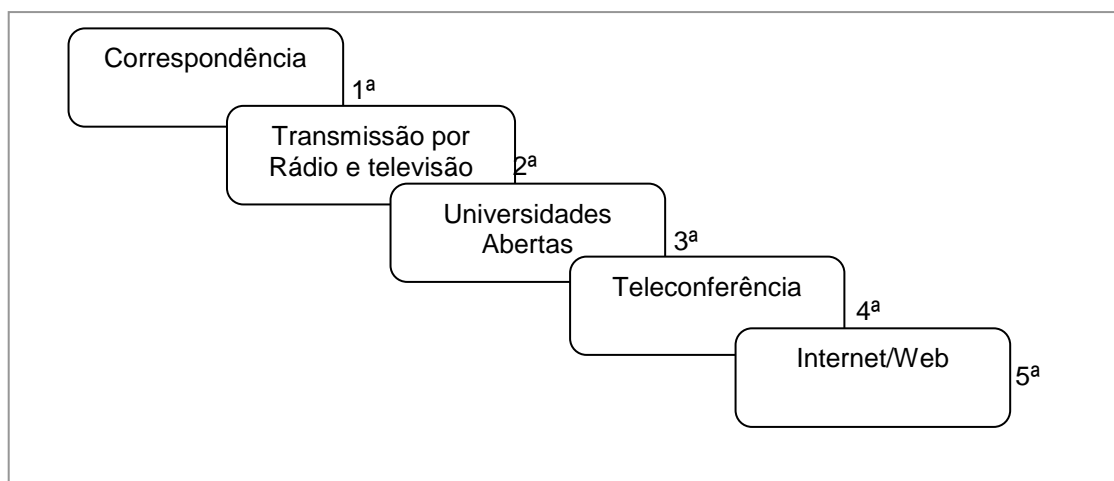 Correspondência
1ª
Transmissão por
Rádio e televisão
2ª
Universidades
Abertas
3ª
Teleconferência
4ª
Internet/Web
5ª